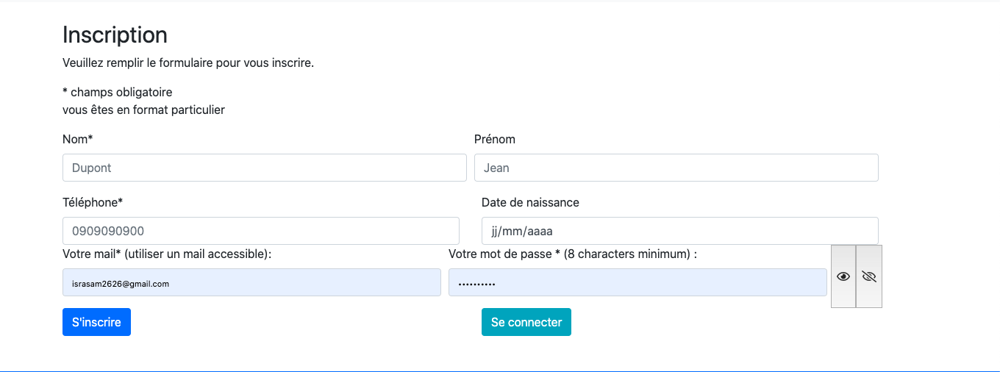 Inscription
Veuillez remplir le formulaire pour vous inscrire.
* champs obligatoire
vous êtes en format particulier
Nom* Prénom
Dupont Jean
Téléphone* Date de naissance
0909090900 jj/mm/aaaa
Votre mail* (utiliser un mail accessible): Votre mot de passe * (8 characters minimum) :
israsam2626@gmail.com ••••••••••
S'inscrire Se connecter